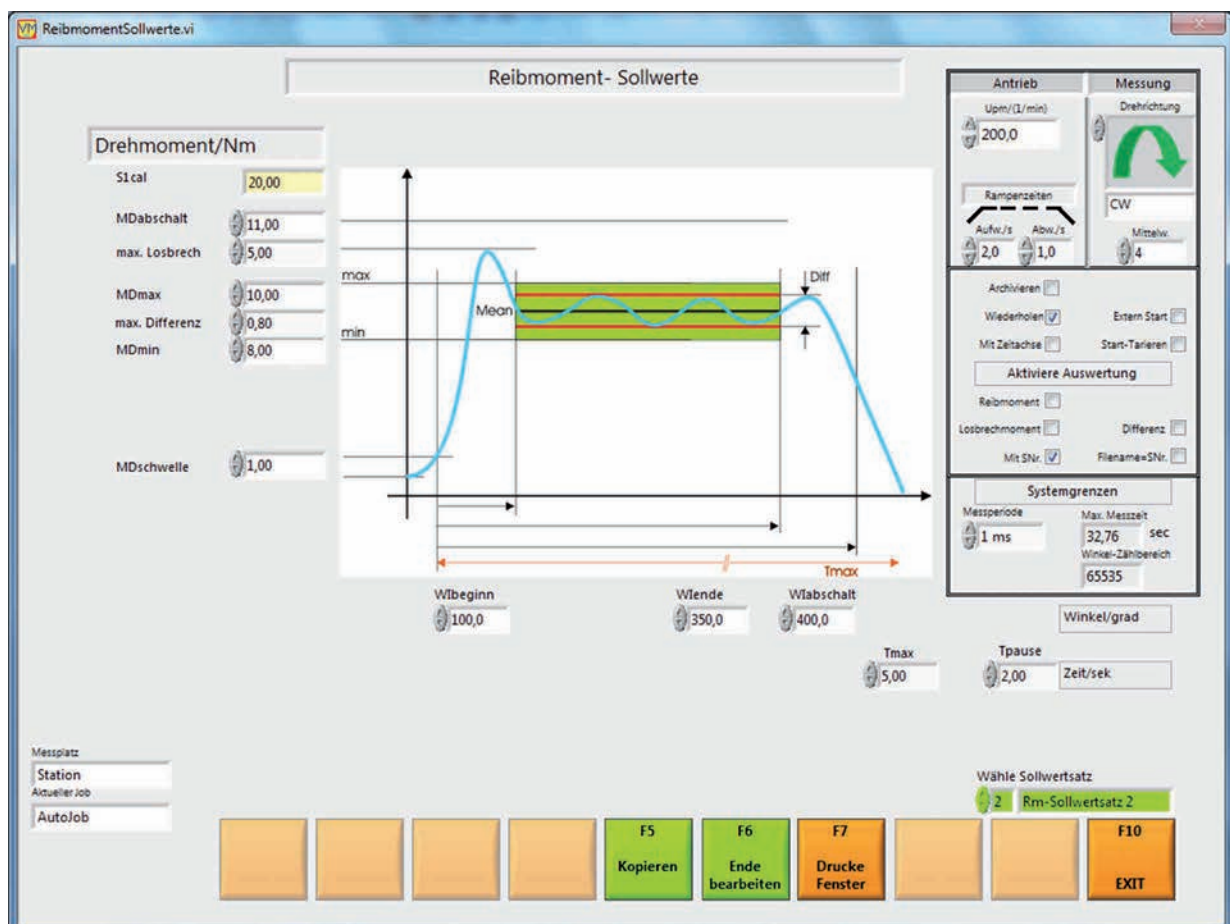 ReibmomentSollwerte.vi
Reibmoment- Sollwerte
Drehmoment/Nm
S1cal 20,00
MDabschalt 11,00
max. Losbrech 5,00
MDmax 10,00
max. Differenz 0,80
MDmin 8,00
MDschwelle 1,00
max
Mean
min
Diff
Tmax
WIbeginn WIende WIabschalt
100,0 350,0 400,0
Tmax Tpause
5,00 2,00 Zeit/sek
Winkel/grad
Antrieb Messung
Upm/(1/min) Drehrichtung
200,0
Rampenzeiten
CW
Aufw./s Abw./s Mittelw.
2,0 1,0 4
Archivieren
Wiederholen Extern Start
Mit Zeitachse Start-Tarieren
Aktiviere Auswertung
Reibmoment
Losbrechmoment Differenz
Mit SNr. Filename=SNr.
Systemgrenzen
Messperiode Max. Messzeit
1 ms 32,76 sec
Winkel-Zählbereich
65535
Messplatz
Station
Aktueller Job
AutoJob
Wähle Sollwertsatz
2 Rm-Sollwertsatz 2
F5 F6 F7 F10
Kopieren Ende bearbeiten Drucke Fenster EXIT